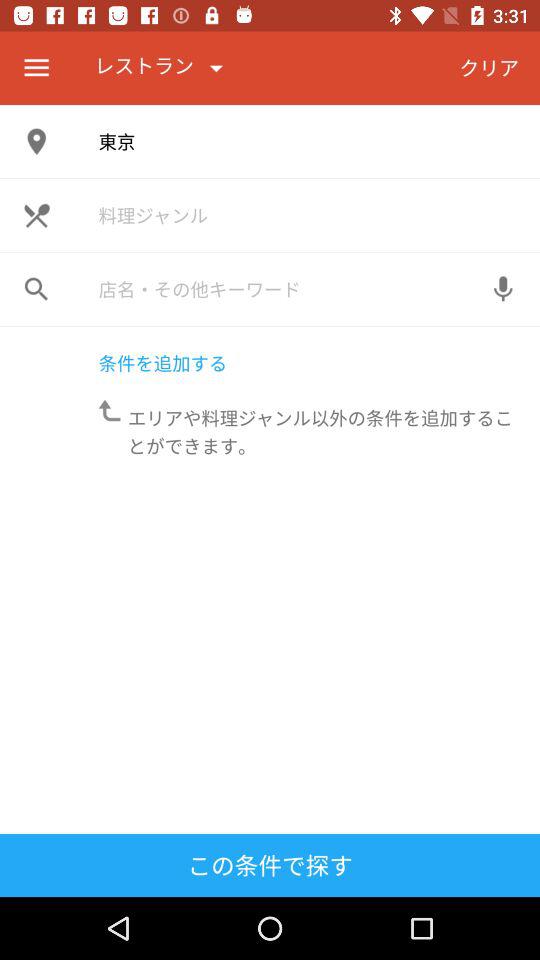 3:31
レストラン
クリア
東京
料理ジャンル
店名・その他キーワード
条件を追加する
エリアや料理ジャンル以外の条件を追加するこ
とができます。
この条件で探す